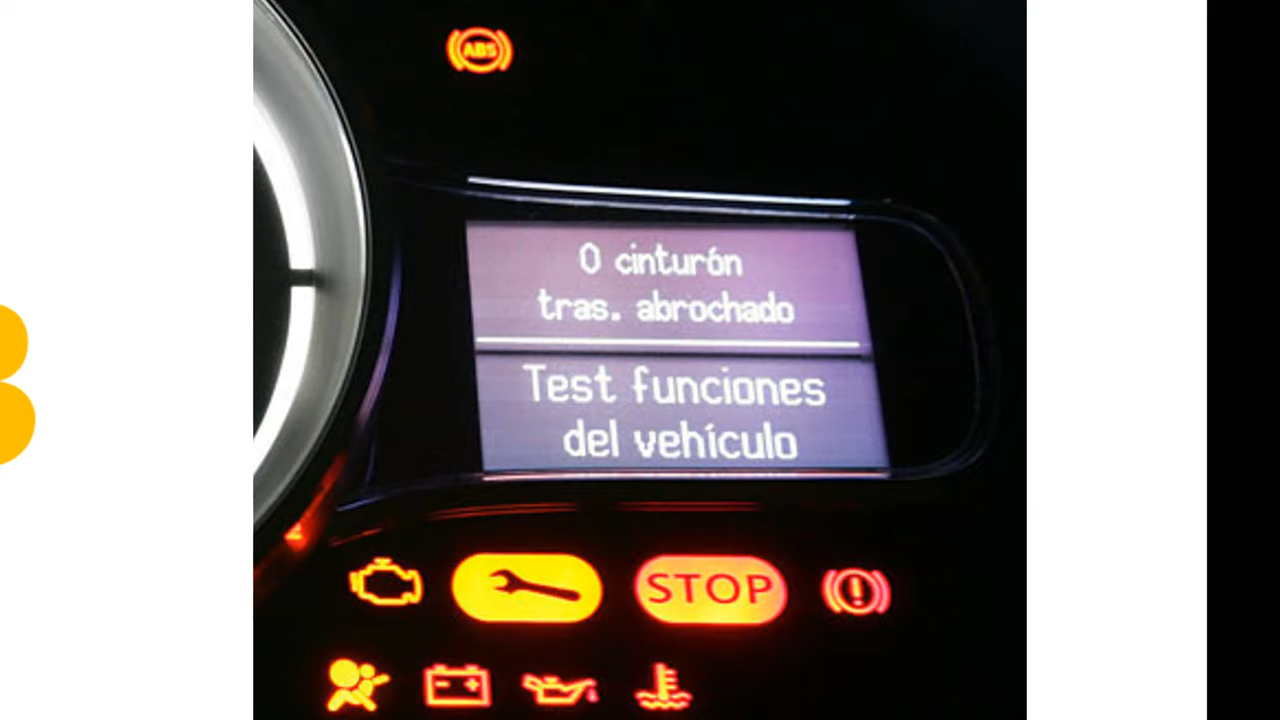 ABS
0 cinturón
tras. abrochado
Test funciones
del vehículo
STOP